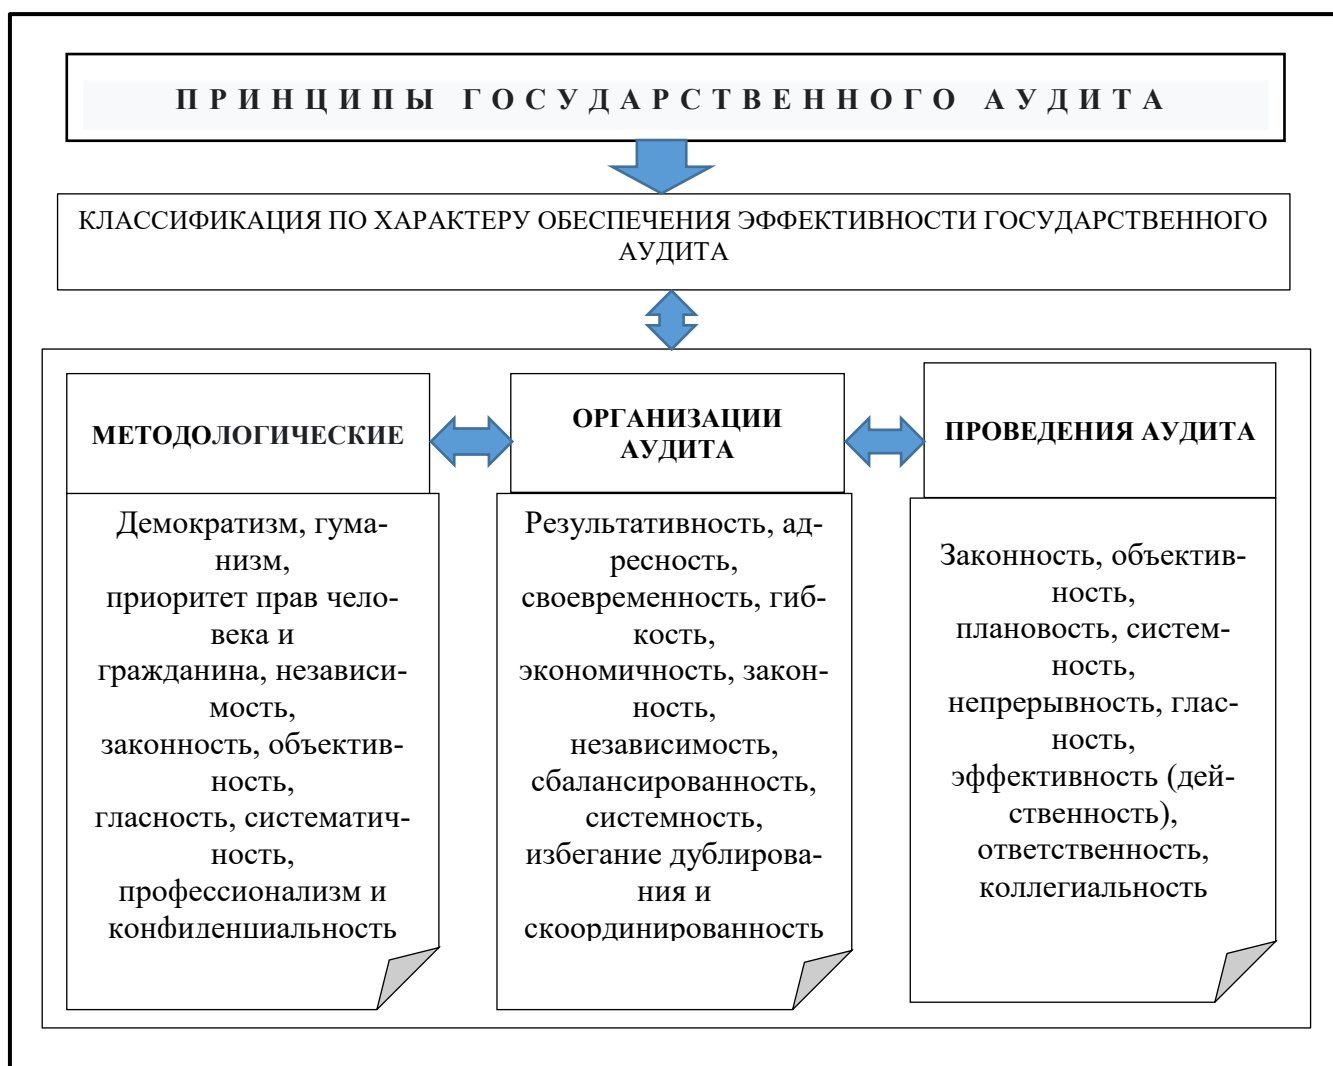 ПРИНЦИПЫ ГОСУДАРСТВЕННОГО АУДИТА
КЛАССИФИКАЦИЯ ПО ХАРАКТЕРУ ОБЕСПЕЧЕНИЯ ЭФФЕКТИВНОСТИ ГОСУДАРСТВЕННОГО
АУДИТА
МЕТОДОЛОГИЧЕСКИЕ
Демократизм, гума-
низм,
приоритет прав чело-
века и
гражданина, независи-
мость,
законность, объектив-
ность,
гласность, систематич-
ность,
профессионализм и
конфиденциальность
ОРГАНИЗАЦИИ
АУДИТА
Результативность, ад-
ресность,
своевременность, гиб-
кость,
экономичность, закон-
ность,
независимость,
сбалансированность,
системность,
избегание дублирова-
ния и
скоординированность
ПРОВЕДЕНИЯ АУДИТА
Законность, объектив-
ность,
плановость, систем-
ность,
непрерывность, глас-
ность,
эффективность (дей-
ственность),
ответственность,
коллегиальность